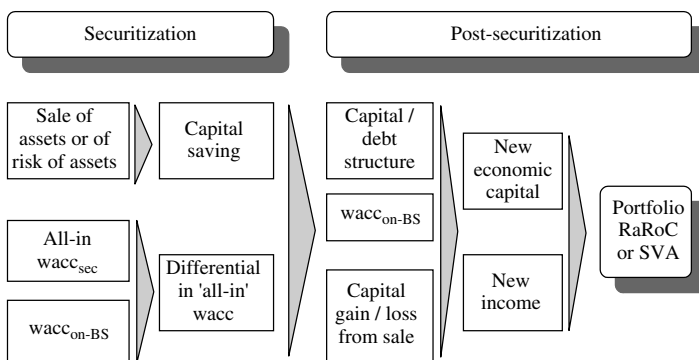 Securitization
Post-securitization
Sale of
assets or of
risk of assets
Capital
saving
All-in
wacc_sec
wacc_on-BS
Differential
in 'all-in'
wacc
Capital /
debt
structure
wacc_on-BS
Capital
gain / loss
from sale
New
economic
capital
New
income
Portfolio
RaRoC
or SVA